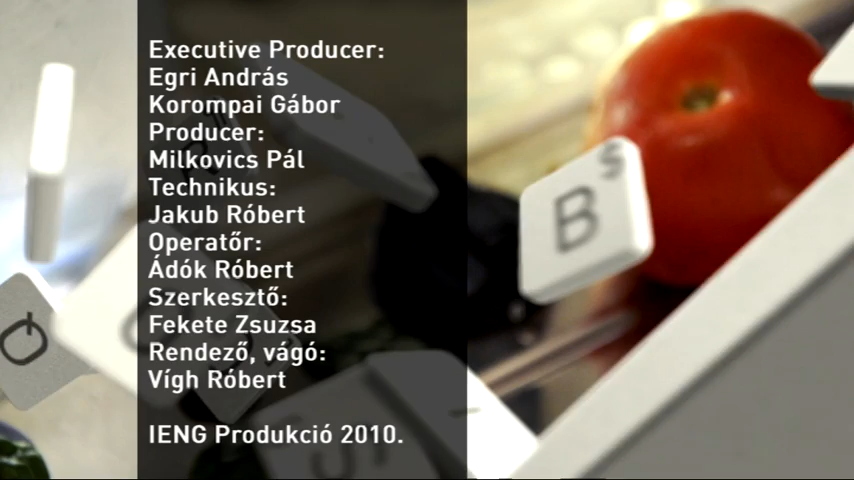 Executive Producer:
Egri András
Korompai Gábor
Producer:
Milkovics Pál
Technikus:
Jakub Róbert
Operatőr:
Ádók Róbert
Szerkesztő:
Fekete Zsuzsa
Rendező, vágó:
Vígh Róbert
IENG Produkció 2010.
B S